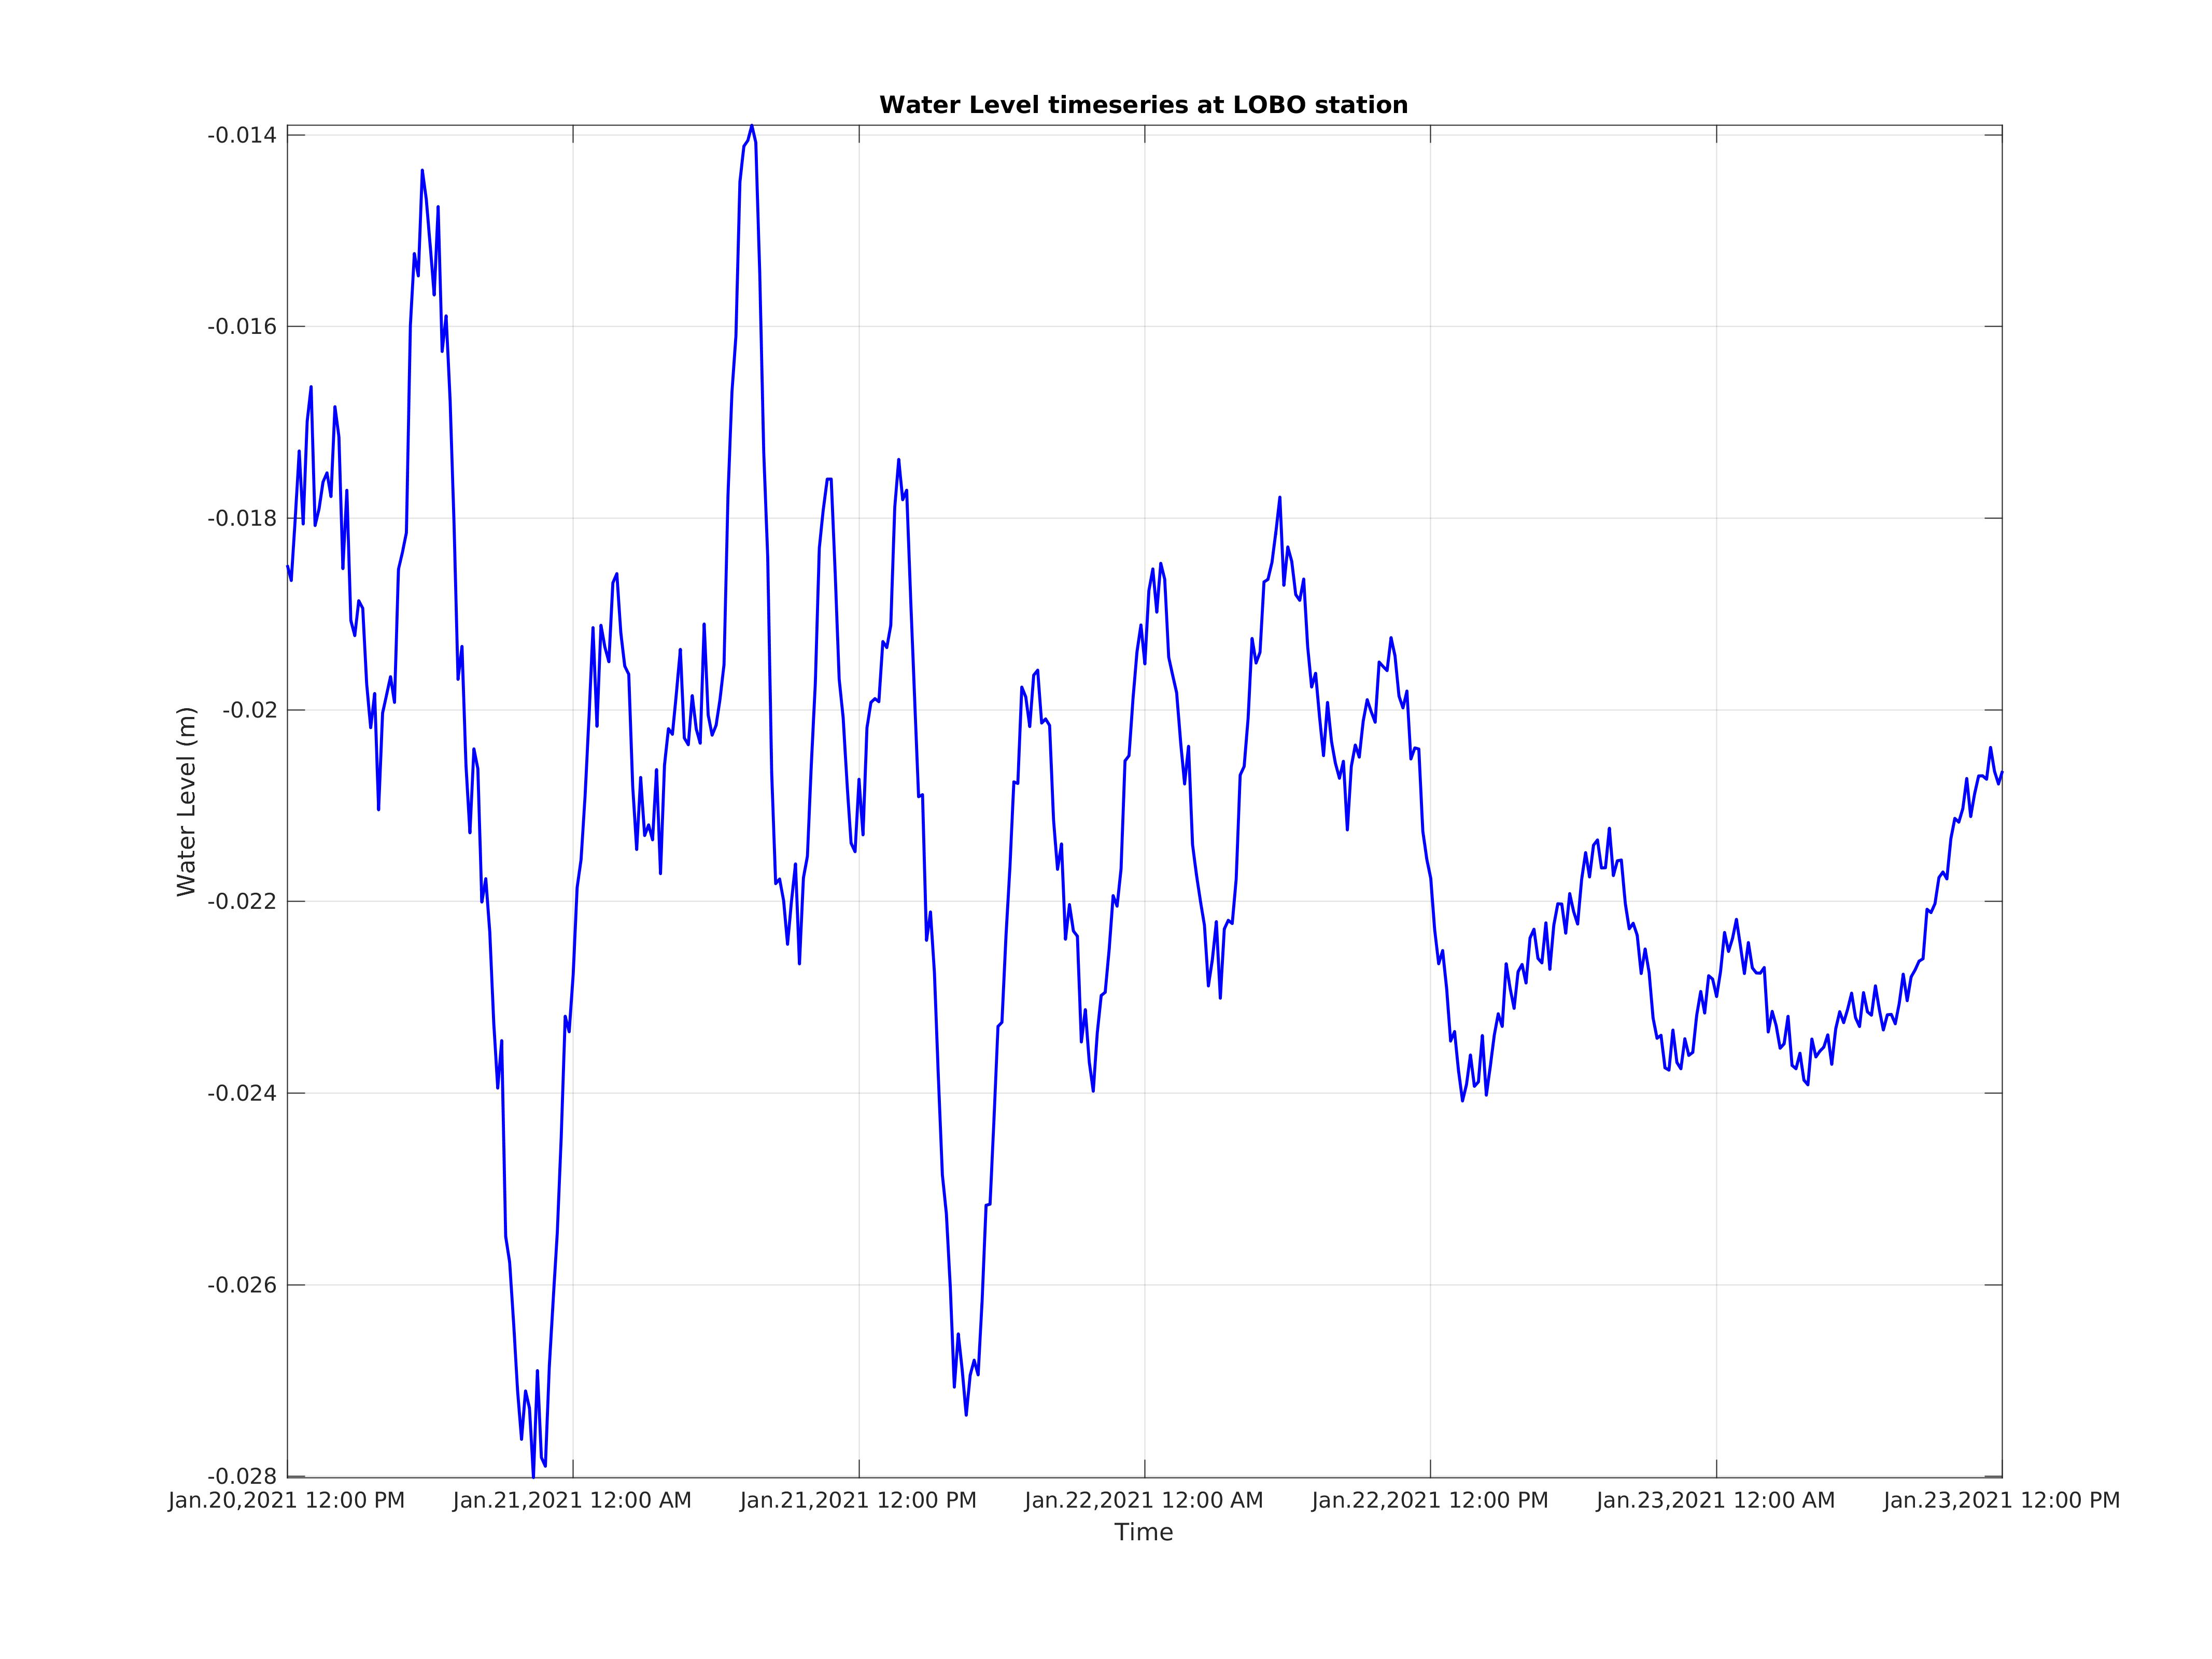 Water Level timeseries at LOBO station
-0.014
-0.016
-0.018
-0.02
-0.022
-0.024
-0.026
-0.028
Water Level (m)
Jan.20,2021 12:00 PM Jan.21,2021 12:00 AM Jan.21,2021 12:00 PM Jan.22,2021 12:00 AM Jan.22,2021 12:00 PM Jan.23,2021 12:00 AM Jan.23,2021 12:00 PM
Time